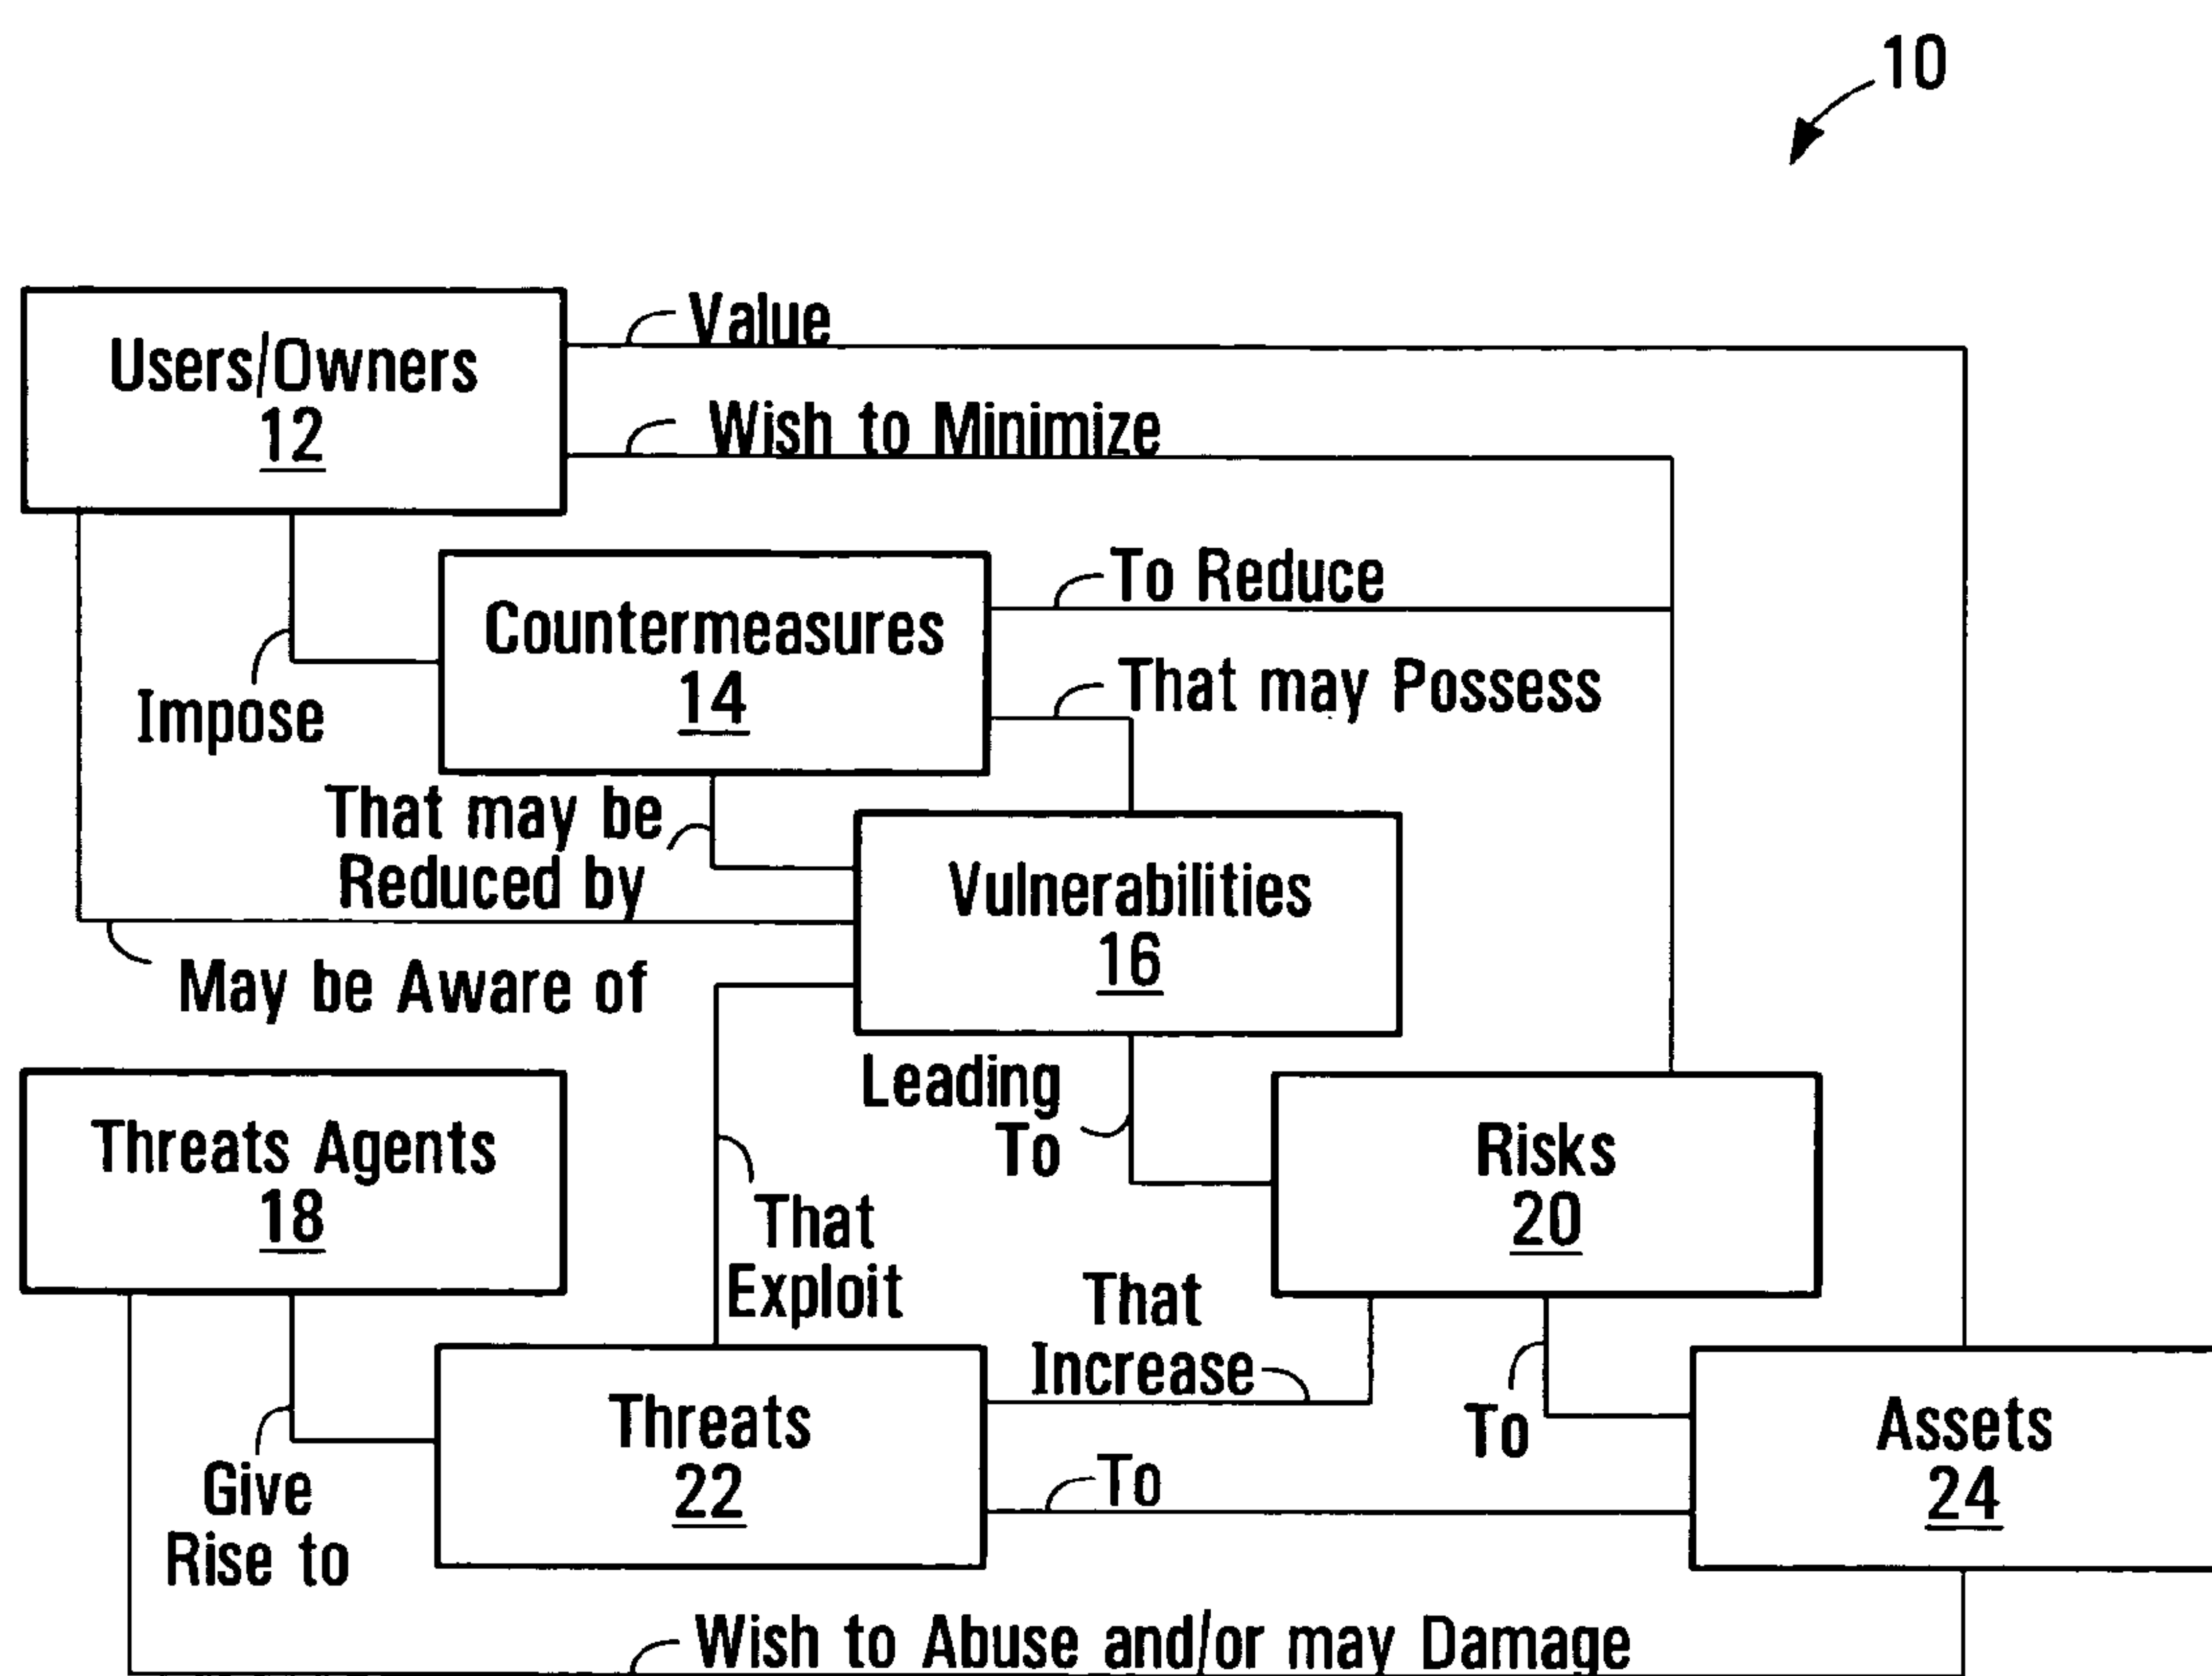 10
Value
Users/Owners
12
Wish to Minimize
To Reduce
Countermeasures
14
That may Possess
Impose
That may be
Reduced by
Vulnerabilities
16
May be Aware of
Leading
To
Threats Agents
18
Risks
20
That
Exploit
That
Increase
To
Threats
22
Assets
24
To
Give
Rise to
Wish to Abuse and/or may Damage